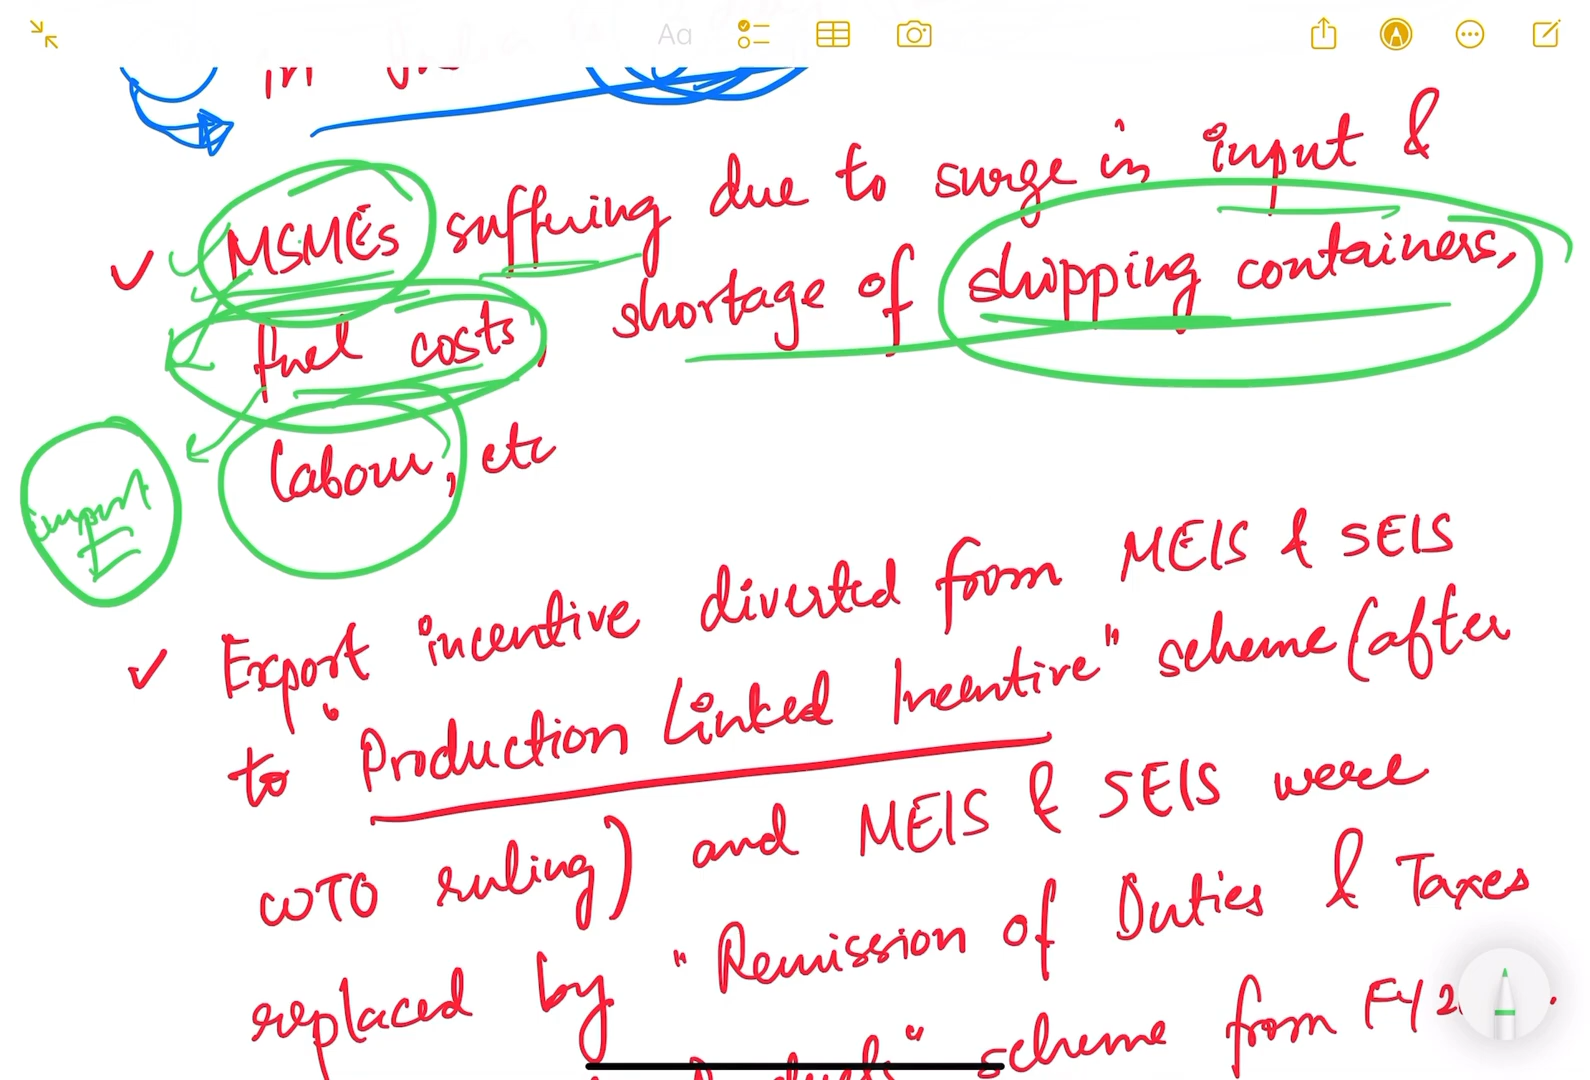 Aa
MSMEs suffering due to surge in input &
fuel costs, shortage of shipping containers,
labour, etc
import
E
Export incentive diverted from MEIS & SEIS
to "Production Linked Incentive" scheme (after
WTO ruling) and MEIS & SEIS were
replaced by "Remission of Duties & Taxes
" scheme from FY 2